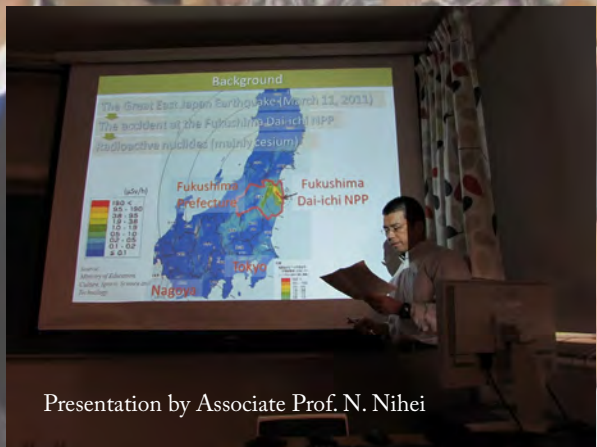 Background
The Great East Japan Earthquake (March 11, 2011)
The accident at the Fukushima Dai-ichi NPP
Radioactive nuclides (mainly cesium)
(μSv/h)
Fukushima
Prefecture
Fukushima
Dai-ichi NPP
Tokyo
Nagoya
Ministry of Education,
Culture, Sports, Science and
Technology
Presentation by Associate Prof. N. Nihei